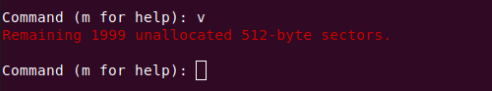 Command (m for help): v
Remaining 1999 unallocated 512-byte sectors.
Command (m for help):